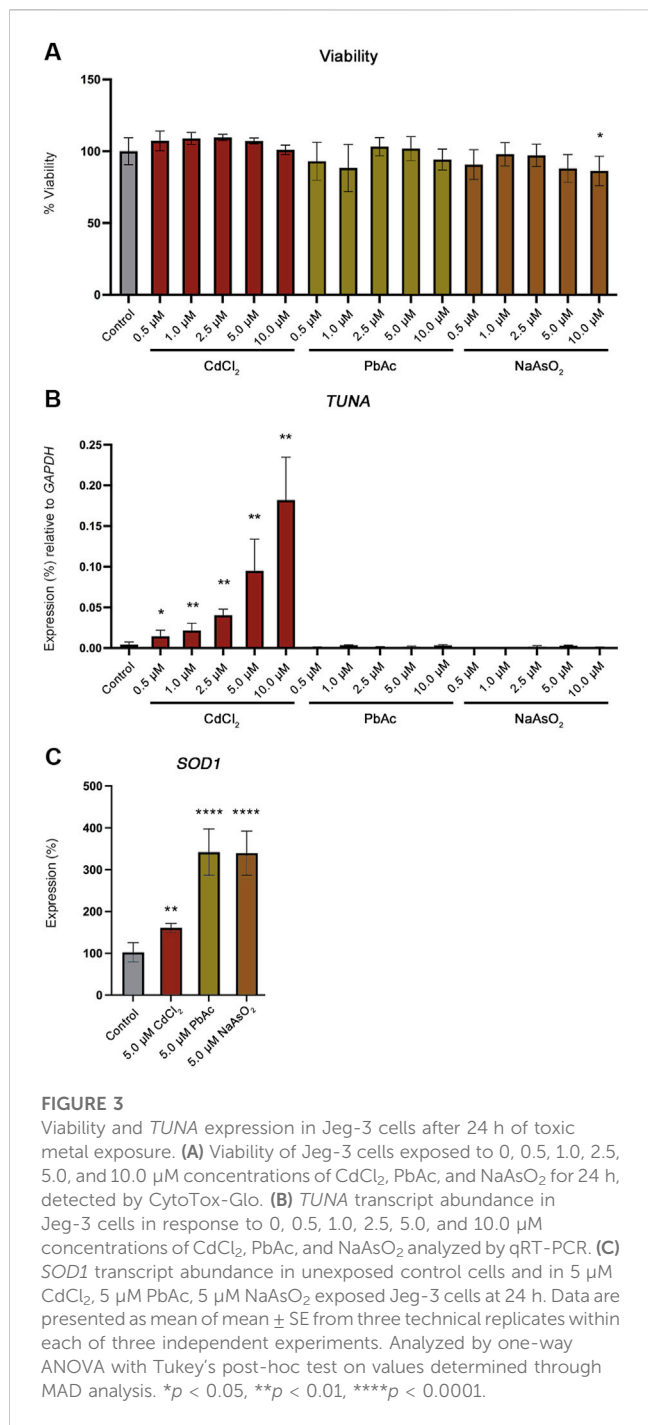 A
Viability
% Viability
150
100
50
0
*
Control
0.5 µM
1.0 µM
2.5 µM
5.0 µM
10.0 µM
0.5 µM
1.0 µM
2.5 µM
5.0 µM
10.0 µM
0.5 µM
1.0 µM
2.5 µM
5.0 µM
10.0 µM
CdCl₂
PbAc
NaAsO₂
B
TUNA
Expression (%) relative to GAPDH
0.25
0.20
0.15
0.10
0.05
0.00
*
**
**
**
**
Control
0.5 µM
1.0 µM
2.5 µM
5.0 µM
10.0 µM
0.5 µM
1.0 µM
2.5 µM
5.0 µM
10.0 µM
0.5 µM
1.0 µM
2.5 µM
5.0 µM
10.0 µM
CdCl₂
PbAc
NaAsO₂
C
SOD1
Expression (%)
500
400
300
200
100
0
**
****
****
Control
5.0 µM CdCl₂
5.0 µM PbAc
5.0 µM NaAsO₂
FIGURE 3
Viability and TUNA expression in Jeg-3 cells after 24 h of toxic
metal exposure. (A) Viability of Jeg-3 cells exposed to 0, 0.5, 1.0, 2.5,
5.0, and 10.0 µM concentrations of CdCl₂, PbAc, and NaAsO₂ for 24 h,
detected by CytoTox-Glo. (B) TUNA transcript abundance in
Jeg-3 cells in response to 0, 0.5, 1.0, 2.5, 5.0, and 10.0 µM
concentrations of CdCl₂, PbAc, and NaAsO₂ analyzed by qRT-PCR. (C)
SOD1 transcript abundance in unexposed control cells and in 5 µM
CdCl₂, 5 µM PbAc, 5 µM NaAsO₂ exposed Jeg-3 cells at 24 h. Data are
presented as mean of mean ± SE from three technical replicates within
each of three independent experiments. Analyzed by one-way
ANOVA with Tukey's post-hoc test on values determined through
MAD analysis. *p < 0.05, **p < 0.01, ****p < 0.0001.